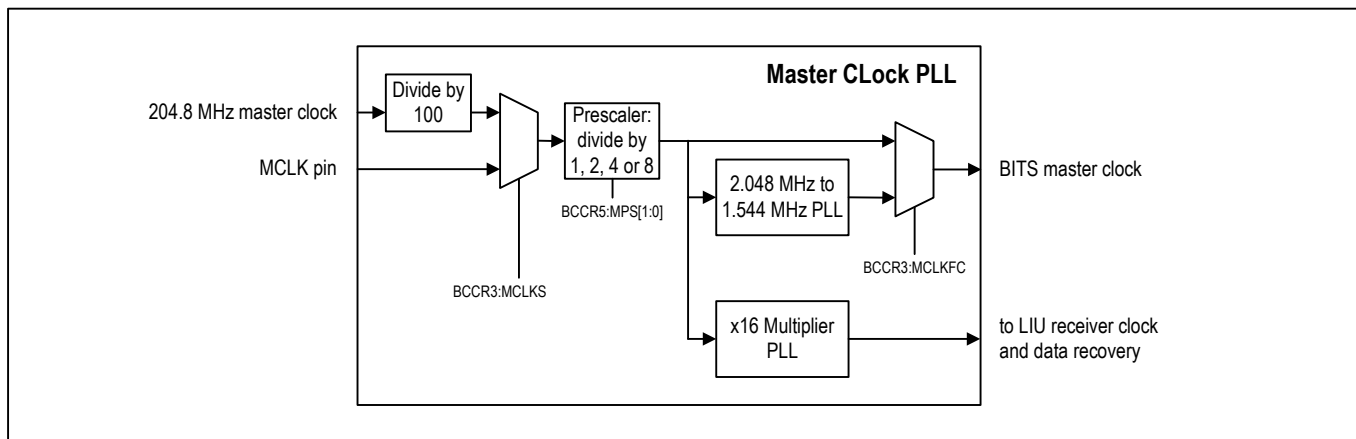 Master CLock PLL
Divide by
100
204.8 MHz master clock
MCLK pin
Prescaler:
divide by
1, 2, 4 or 8
BCCR5:MPS[1:0]
BCCR3:MCLKS
2.048 MHz to
1.544 MHz PLL
BITS master clock
BCCR3:MCLKFC
x16 Multiplier
PLL
to LIU receiver clock
and data recovery